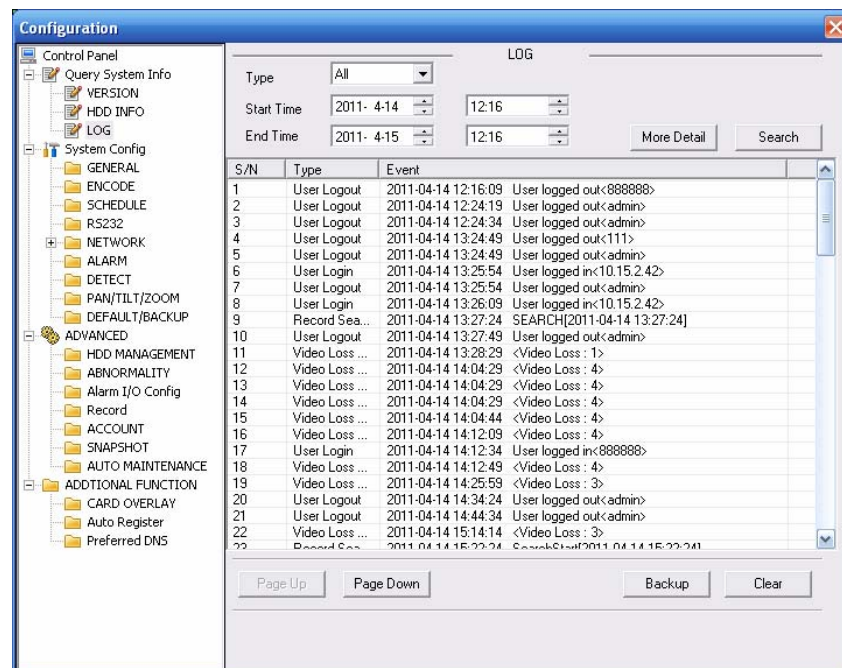 Configuration
Control Panel
Query System Info
VERSION
HDD INFO
LOG
System Config
GENERAL
ENCODE
SCHEDULE
RS232
NETWORK
ALARM
DETECT
PAN/TILT/ZOOM
DEFAULT/BACKUP
ADVANCED
HDD MANAGEMENT
ABNORMALITY
Alarm I/O Config
Record
ACCOUNT
SNAPSHOT
AUTO MAINTENANCE
ADDTIONAL FUNCTION
CARD OVERLAY
Auto Register
Preferred DNS
LOG
Type All
Start Time 2011- 4-14 12:16
End Time 2011- 4-15 12:16 More Detail Search
S/N Type Event
1 User Logout 2011-04-14 12:16:09 User logged out<888888>
2 User Logout 2011-04-14 12:24:19 User logged out<admin>
3 User Logout 2011-04-14 12:24:34 User logged out<admin>
4 User Logout 2011-04-14 13:24:49 User logged out<111>
5 User Logout 2011-04-14 13:24:49 User logged out<admin>
6 User Login 2011-04-14 13:25:54 User logged in<10.15.2.42>
7 User Logout 2011-04-14 13:25:54 User logged out<admin>
8 User Login 2011-04-14 13:26:09 User logged in<10.15.2.42>
9 Record Sea... 2011-04-14 13:27:24 SEARCH[2011-04-14 13:27:24]
10 User Logout 2011-04-14 13:27:49 User logged out<admin>
11 Video Loss ... 2011-04-14 13:28:29 <Video Loss : 1>
12 Video Loss ... 2011-04-14 14:04:29 <Video Loss : 4>
13 Video Loss ... 2011-04-14 14:04:29 <Video Loss : 4>
14 Video Loss ... 2011-04-14 14:04:29 <Video Loss : 4>
15 Video Loss ... 2011-04-14 14:04:44 <Video Loss : 4>
16 Video Loss ... 2011-04-14 14:12:09 <Video Loss : 4>
17 User Login 2011-04-14 14:12:34 User logged in<888888>
18 Video Loss ... 2011-04-14 14:12:49 <Video Loss : 4>
19 Video Loss ... 2011-04-14 14:25:59 <Video Loss : 3>
20 User Logout 2011-04-14 14:34:24 User logged out<admin>
21 User Logout 2011-04-14 14:44:34 User logged out<admin>
22 Video Loss ... 2011-04-14 15:14:14 <Video Loss : 3>
23 Record Sea... 2011-04-14 15:22:24 SearchStart[2011-04-14 15:22:24]
Page Up Page Down Backup Clear